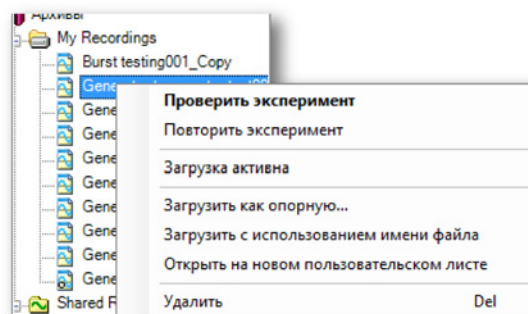 Архивы
My Recordings
Burst testing001_Copy
Gene
Проверить эксперимент
Gene
Повторить эксперимент
Gene
Gene
Загрузка активна
Gene
Загрузить как опорную...
Gene
Загрузить с использованием имени файла
Gene
Открыть на новом пользовательском листе
Gene
Shared R
Удалить Del